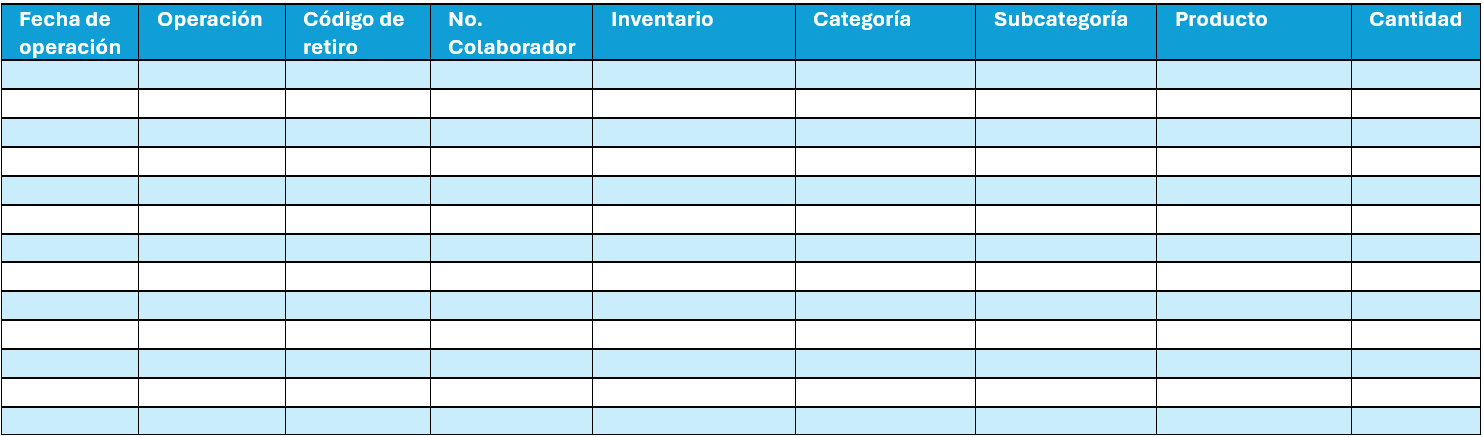 Fecha de operación
Operación
Código de retiro
No. Colaborador
Inventario
Categoría
Subcategoría
Producto
Cantidad